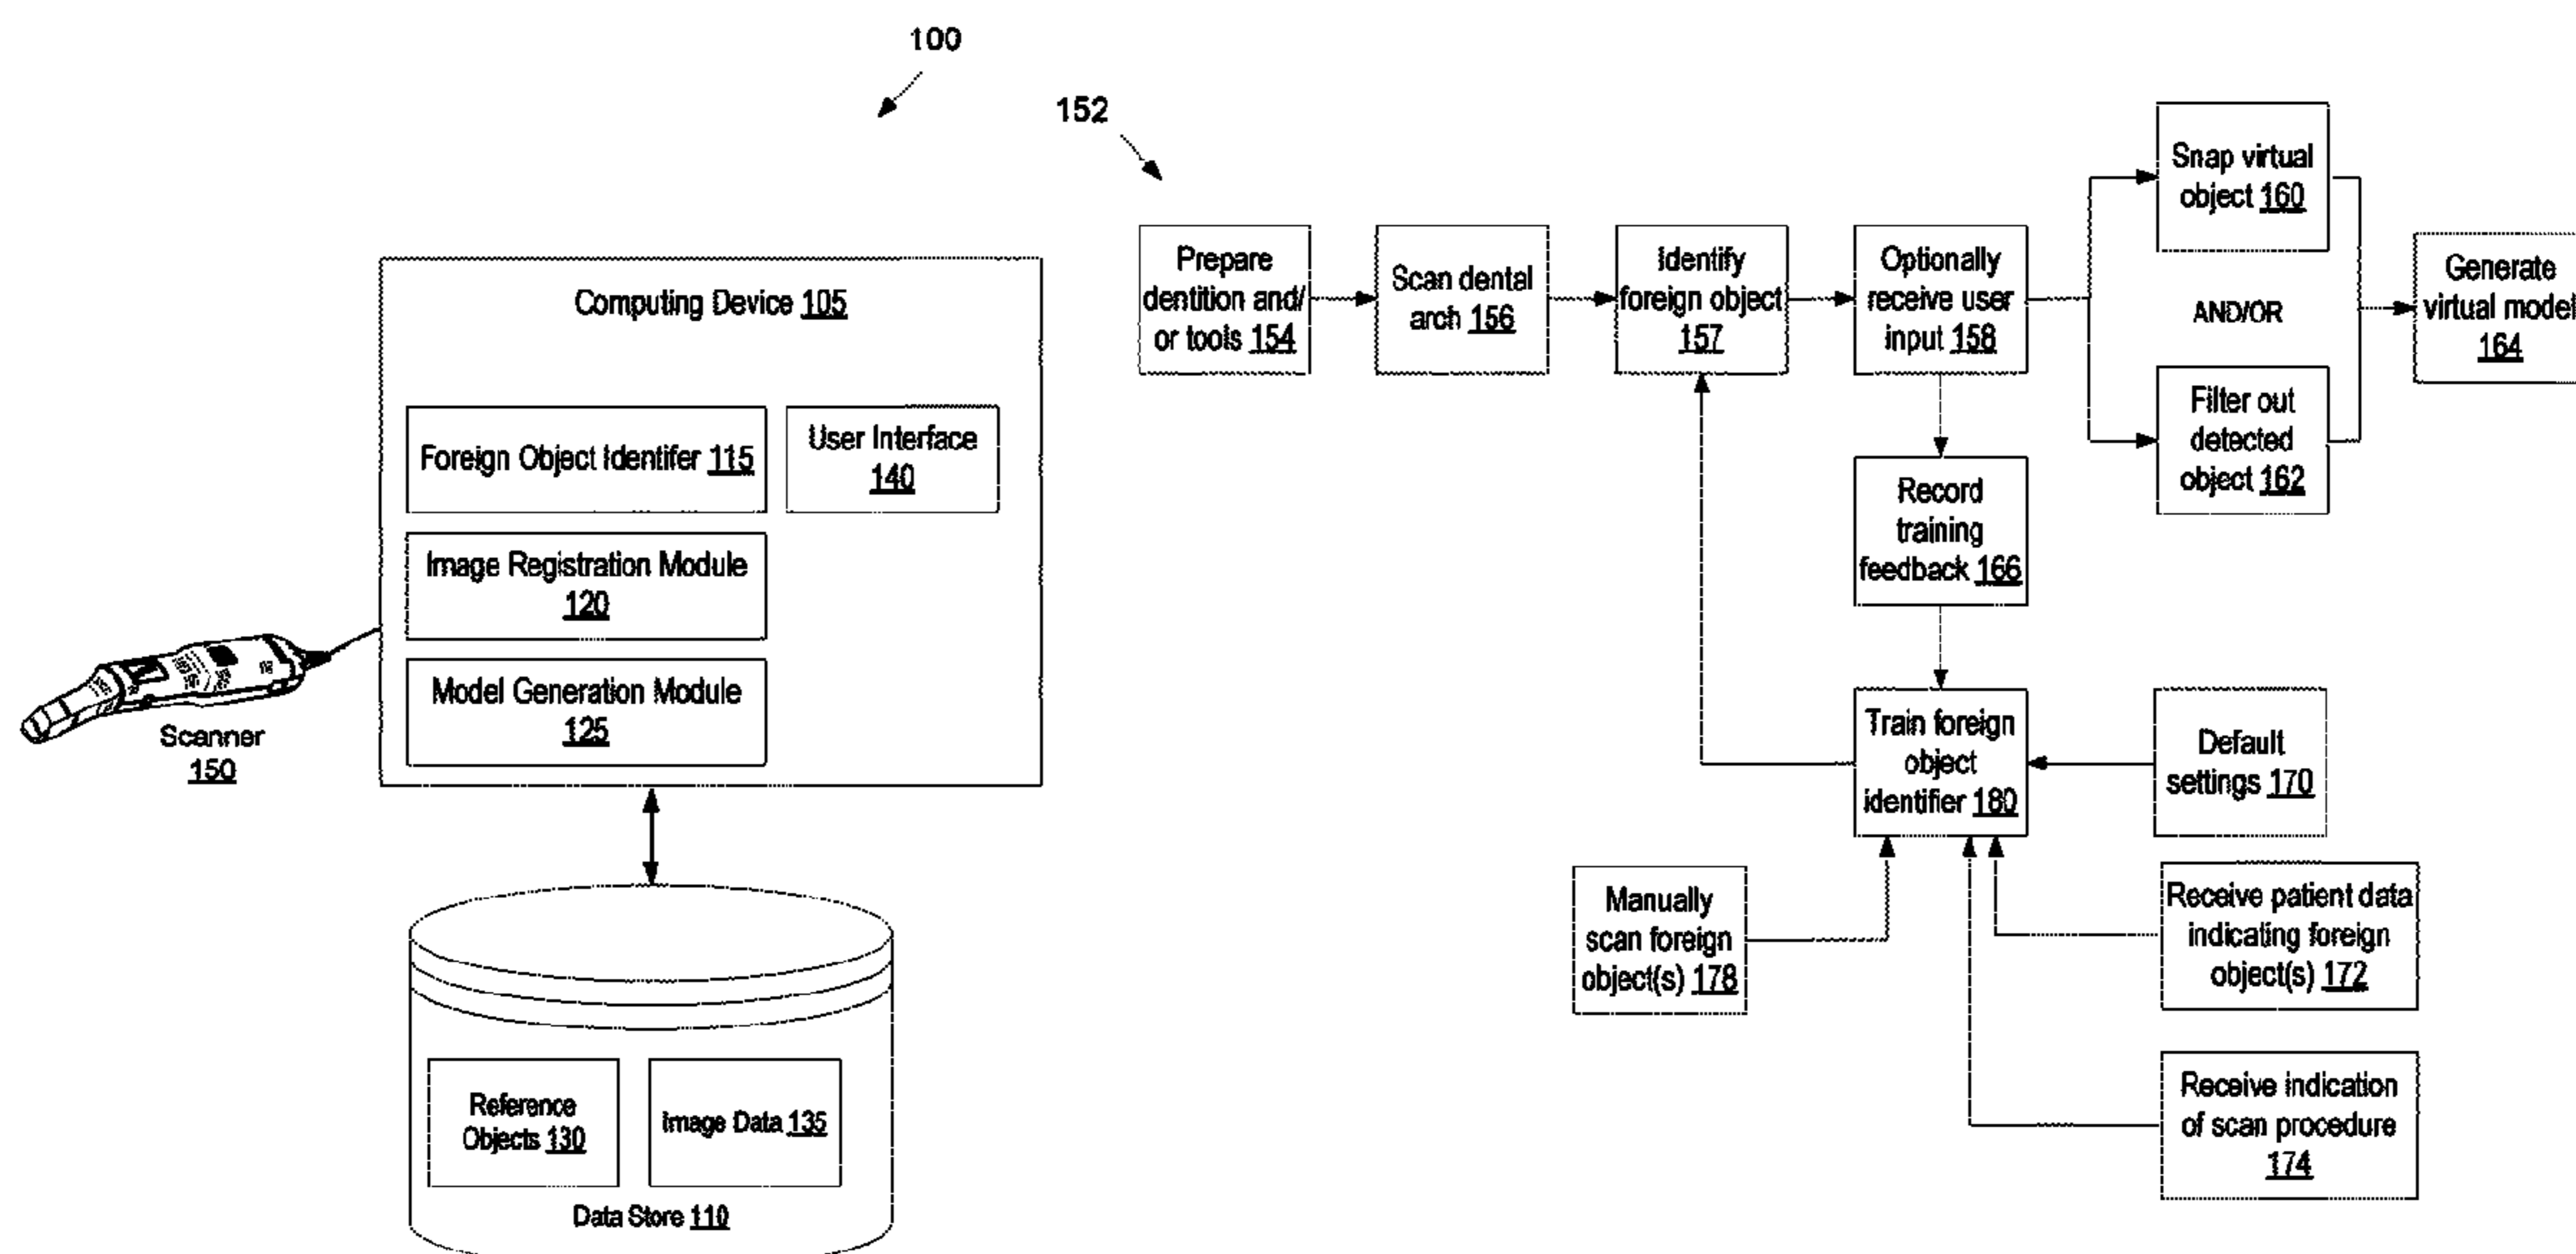 100
152
Computing Device 105
Foreign Object Identifer 115
User Interface
140
Image Registration Module
120
Model Generation Module
125
Scanner
150
Reference
Objects 130
Image Data 135
Data Store 110
Prepare
dentition and/
or tools 154
Scan dental
arch 156
Identify
foreign object
157
Optionally
receive user
input 158
Snap virtual
object 160
AND/OR
Filter out
detected
object 162
Generate
virtual model
164
Record
training
feedback 166
Train foreign
object
identifier 180
Default
settings 170
Manually
scan foreign
object(s) 178
Receive patient data
indicating foreign
object(s) 172
Receive indication
of scan procedure
174